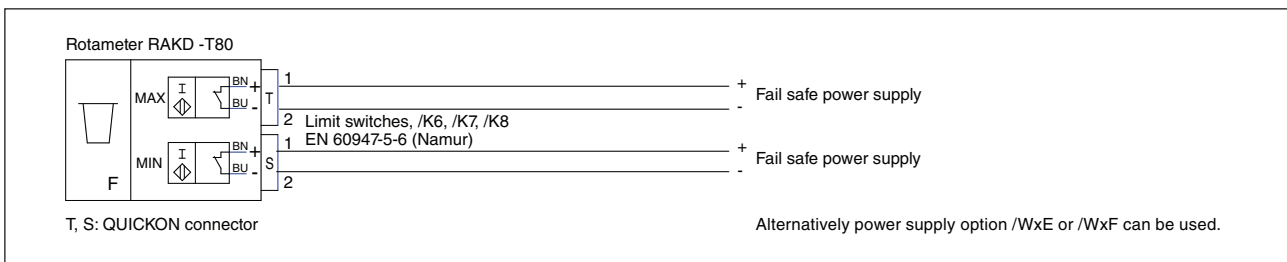 Rotameter RAKD -T80
MAX I BN + T 1 +
Fail safe power supply
BU - 2 -
Limit switches, /K6, /K7, /K8
EN 60947-5-6 (Namur)
MIN I BN + S 1 +
Fail safe power supply
BU - 2 -
F
T, S: QUICKON connector
Alternatively power supply option /WxE or /WxF can be used.